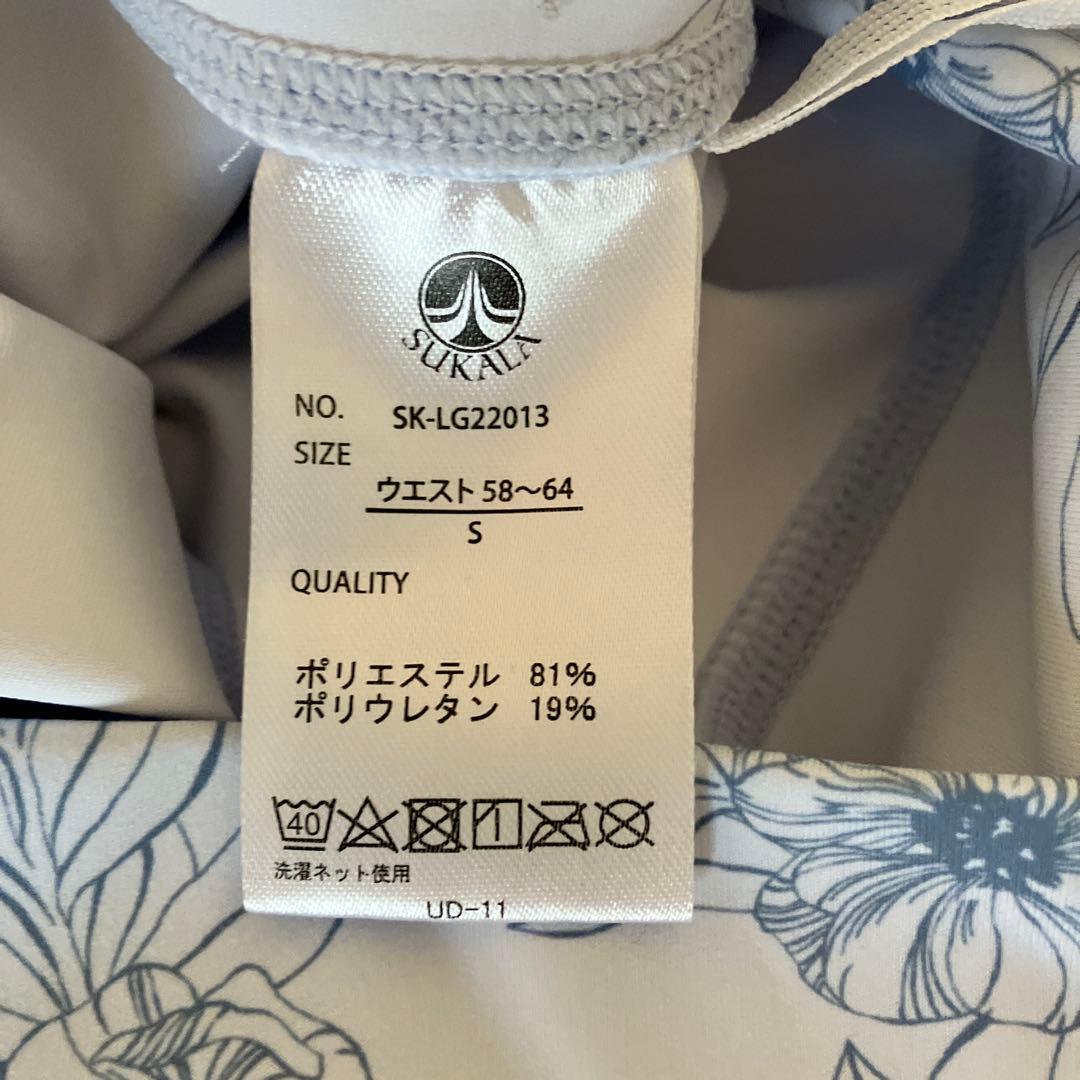 SUKALA
NO. SK-LG22013
SIZE
ウエスト 58～64
S
QUALITY
ポリエステル 81%
ポリウレタン 19%
40
洗濯ネット使用
UD-11